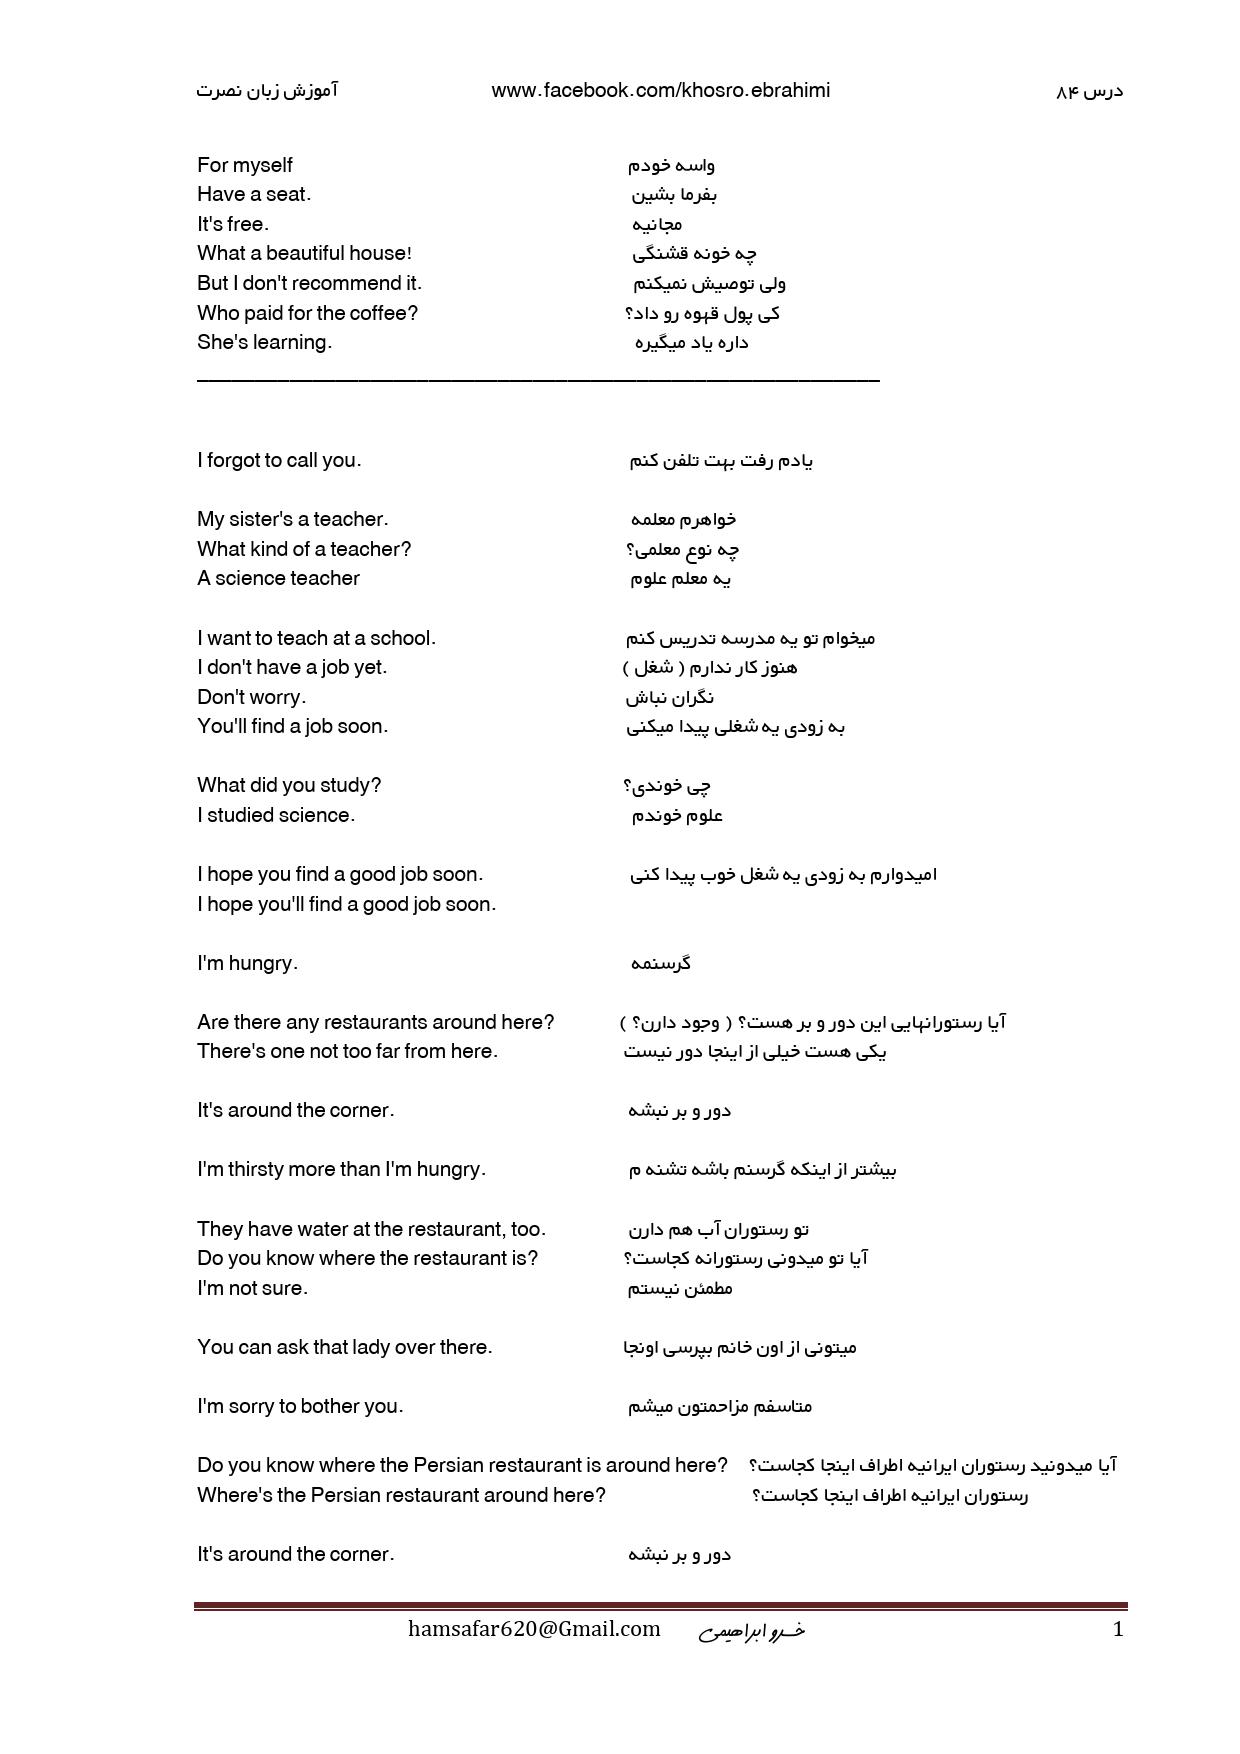 آموزش زبان نصرت www.facebook.com/khosro.ebrahimi درس ۸۴
For myself واسه خودم
Have a seat. بفرما بشین
It's free. مجانیه
What a beautiful house! چه خونه قشنگی
But I don't recommend it. ولی توصیش نمیکنم
Who paid for the coffee? کی پول قهوه رو داد؟
She's learning. داره یاد میگیره
I forgot to call you. یادم رفت بهت تلفن کنم
My sister's a teacher. خواهرم معلمه
What kind of a teacher? چه نوع معلمی؟
A science teacher یه معلم علوم
I want to teach at a school. میخوام تو یه مدرسه تدریس کنم
I don't have a job yet. هنوز کار ندارم ( شغل )
Don't worry. نگران نباش
You'll find a job soon. به زودی یه شغلی پیدا میکنی
What did you study? چی خوندی؟
I studied science. علوم خوندم
I hope you find a good job soon. امیدوارم به زودی یه شغل خوب پیدا کنی
I hope you'll find a good job soon.
I'm hungry. گرسنمه
Are there any restaurants around here? آیا رستورانهایی این دور و بر هست؟ ( وجود دارن؟ )
There's one not too far from here. یکی هست خیلی از اینجا دور نیست
It's around the corner. دور و بر نبشه
I'm thirsty more than I'm hungry. بیشتر از اینکه گرسنم باشه تشنه م
They have water at the restaurant, too. تو رستوران آب هم دارن
Do you know where the restaurant is? آیا تو میدونی رستورانه کجاست؟
I'm not sure. مطمئن نیستم
You can ask that lady over there. میتونی از اون خانم بپرسی اونجا
I'm sorry to bother you. متاسفم مزاحمتون میشم
Do you know where the Persian restaurant is around here? آیا میدونید رستوران ایرانیه اطراف اینجا کجاست؟
Where's the Persian restaurant around here? رستوران ایرانیه اطراف اینجا کجاست؟
It's around the corner. دور و بر نبشه
hamsafar620@Gmail.com خسرو ابراهیمی 1